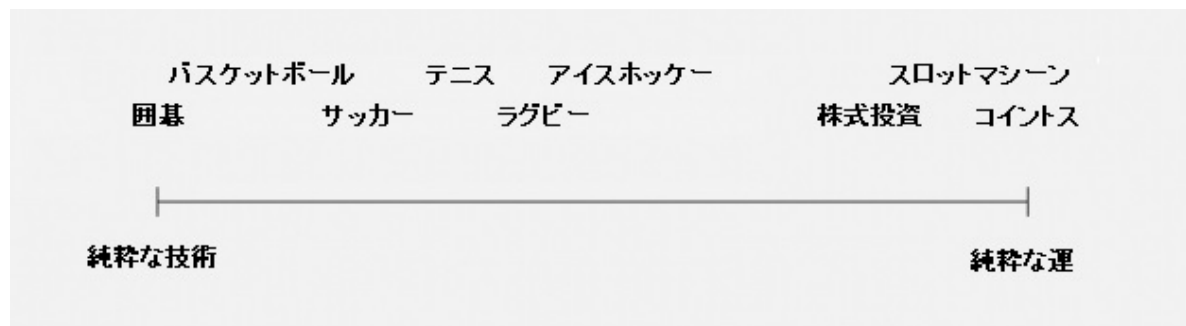 バスケットボール テニス アイスホッケー スロットマシーン
囲碁 サッカー ラグビー 株式投資 コイントス
純粋な技術 純粋な運